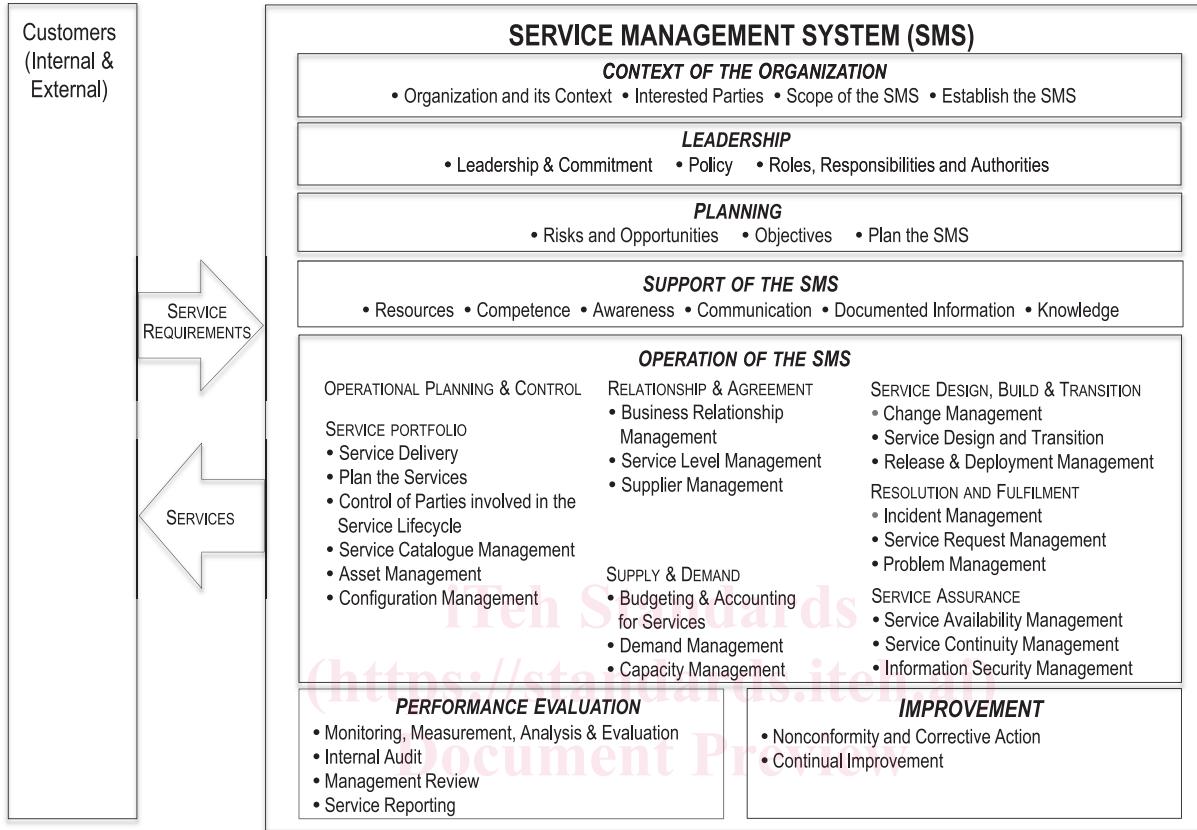 Customers
(Internal &
External)
SERVICE
REQUIREMENTS
SERVICES
SERVICE MANAGEMENT SYSTEM (SMS)
CONTEXT OF THE ORGANIZATION
• Organization and its Context • Interested Parties • Scope of the SMS • Establish the SMS
LEADERSHIP
• Leadership & Commitment • Policy • Roles, Responsibilities and Authorities
PLANNING
• Risks and Opportunities • Objectives • Plan the SMS
SUPPORT OF THE SMS
• Resources • Competence • Awareness • Communication • Documented Information • Knowledge
OPERATION OF THE SMS
OPERATIONAL PLANNING & CONTROL
SERVICE PORTFOLIO
• Service Delivery
• Plan the Services
• Control of Parties involved in the
Service Lifecycle
• Service Catalogue Management
• Asset Management
• Configuration Management
RELATIONSHIP & AGREEMENT
• Business Relationship
Management
• Service Level Management
• Supplier Management
SUPPLY & DEMAND
• Budgeting & Accounting
for Services
• Demand Management
• Capacity Management
SERVICE DESIGN, BUILD & TRANSITION
• Change Management
• Service Design and Transition
• Release & Deployment Management
RESOLUTION AND FULFILMENT
• Incident Management
• Service Request Management
• Problem Management
SERVICE ASSURANCE
• Service Availability Management
• Service Continuity Management
• Information Security Management
PERFORMANCE EVALUATION
• Monitoring, Measurement, Analysis & Evaluation
• Internal Audit
• Management Review
• Service Reporting
IMPROVEMENT
• Nonconformity and Corrective Action
• Continual Improvement
iTeh Standards
(https://standards.iteh.ai)
Document Preview